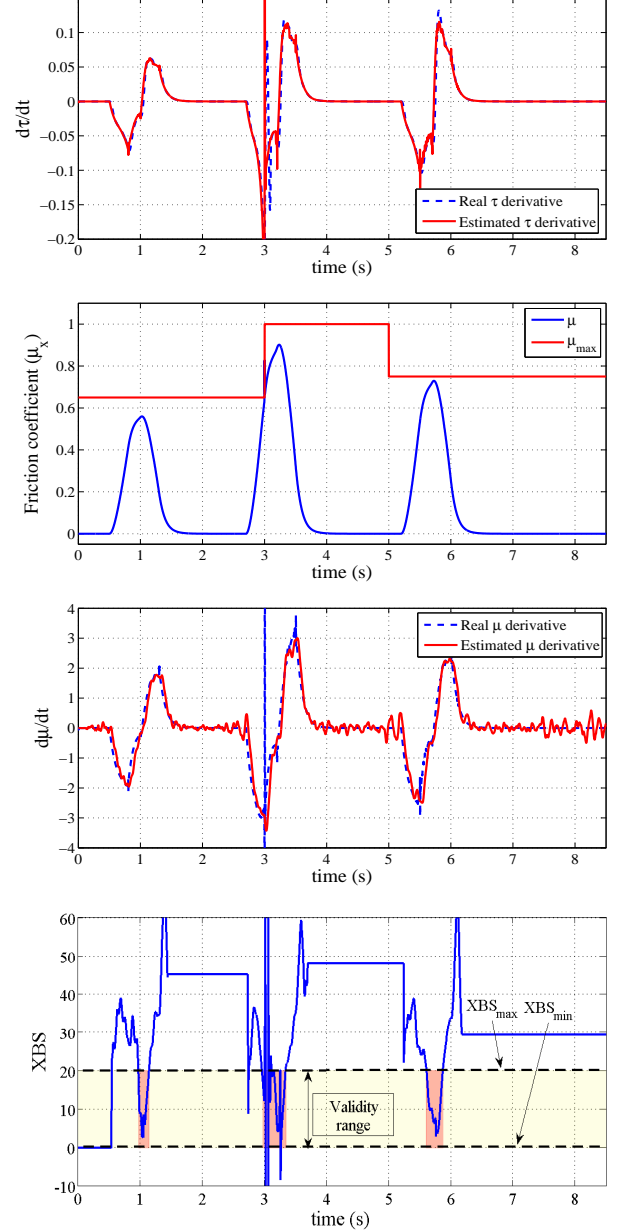 0.1
0.05
0
−0.05
−0.1
−0.15
−0.2
dτ/dt
Real τ derivative
Estimated τ derivative
0 1 2 3 4 5 6 7 8
time (s)
1
0.8
0.6
0.4
0.2
0
Friction coefficient (μx)
μ
μmax
0 1 2 3 4 5 6 7 8
time (s)
4
3
2
1
0
−1
−2
−3
−4
dμ/dt
Real μ derivative
Estimated μ derivative
0 1 2 3 4 5 6 7 8
time (s)
60
50
40
30
20
10
0
-10
XBS
XBSmax XBSmin
Validity
range
0 1 2 3 4 5 6 7 8
time (s)